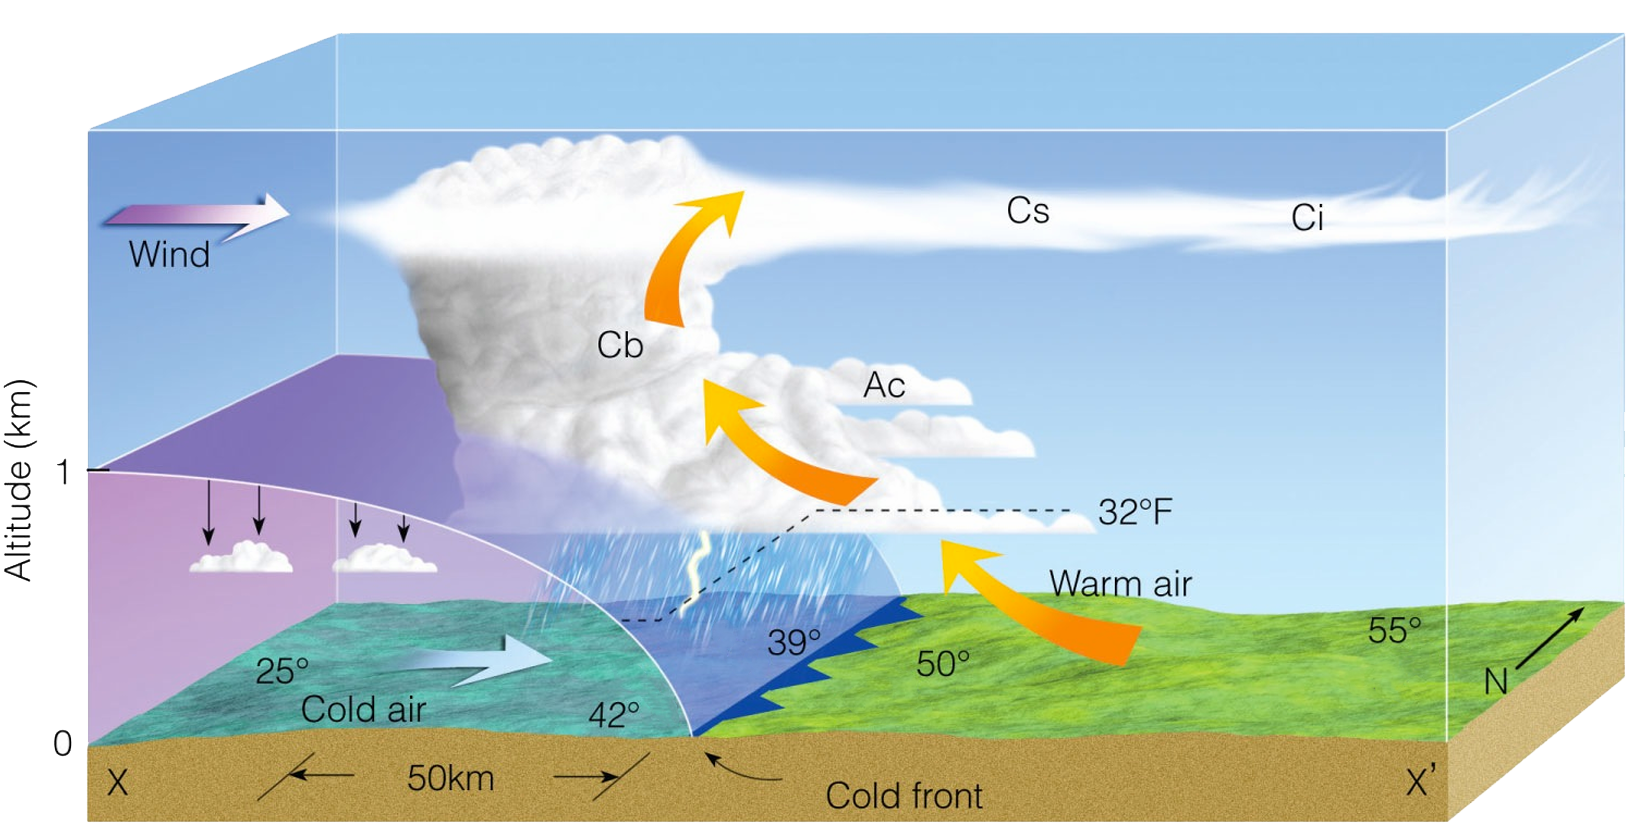 Wind
Cs
Ci
Cb
Ac
Altitude (km)
1
32°F
Warm air
39°
55°
50°
25°
N
Cold air
42°
0
X
50km
Cold front
X’